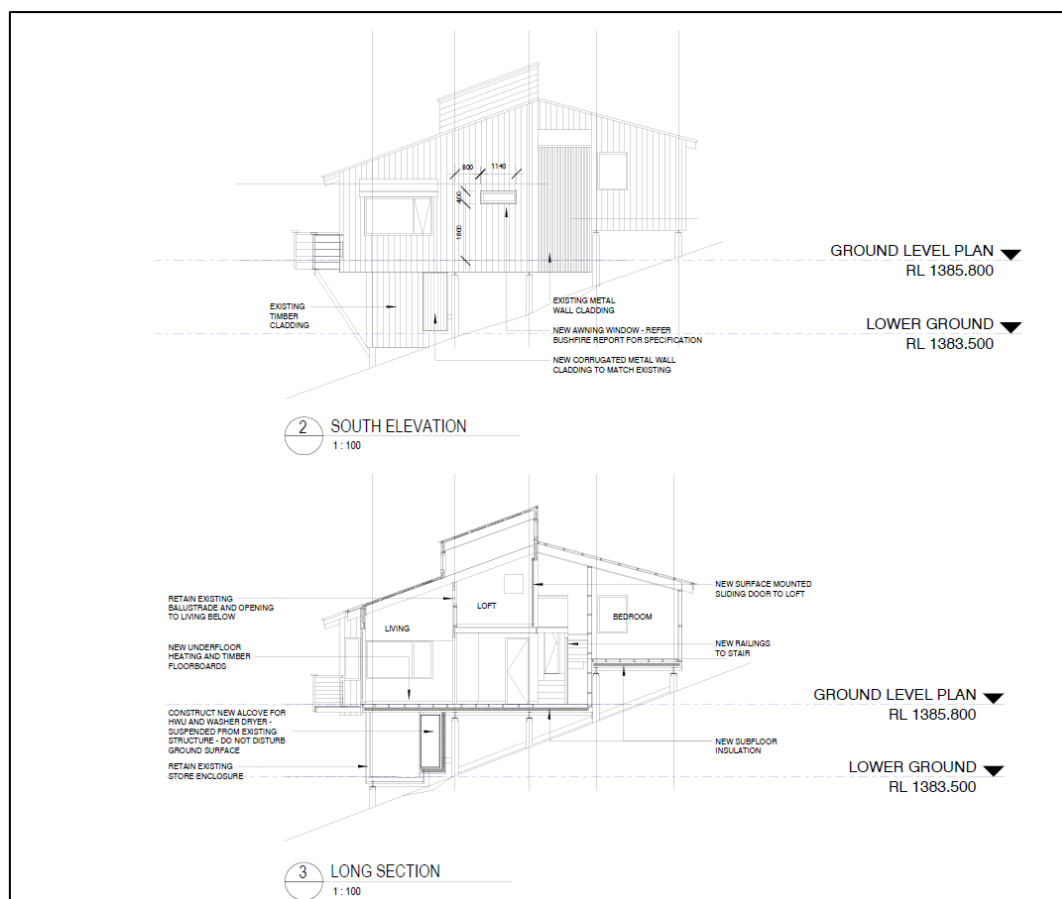 800
1140
400
1600
GROUND LEVEL PLAN
RL 1385.800
EXISTING
TIMBER
CLADDING
EXISTING METAL
WALL CLADDING
LOWER GROUND
RL 1383.500
NEW AWNING WINDOW - REFER
BUSHFIRE REPORT FOR SPECIFICATION
NEW CORRUGATED METAL WALL
CLADDING TO MATCH EXISTING
2
SOUTH ELEVATION
1 : 100
RETAIN EXISTING
BALUSTRADE AND OPENING
TO LIVING BELOW
LOFT
LIVING
BEDROOM
NEW SURFACE MOUNTED
SLIDING DOOR TO LOFT
NEW UNDERFLOOR
HEATING AND TIMBER
FLOORBOARDS
NEW RAILINGS
TO STAIR
GROUND LEVEL PLAN
RL 1385.800
CONSTRUCT NEW ALCOVE FOR
HWU AND WASHER DRYER -
SUSPENDED FROM EXISTING
STRUCTURE - DO NOT DISTURB
GROUND SURFACE
NEW SUBFLOOR
INSULATION
RETAIN EXISTING
STORE ENCLOSURE
LOWER GROUND
RL 1383.500
3
LONG SECTION
1 : 100